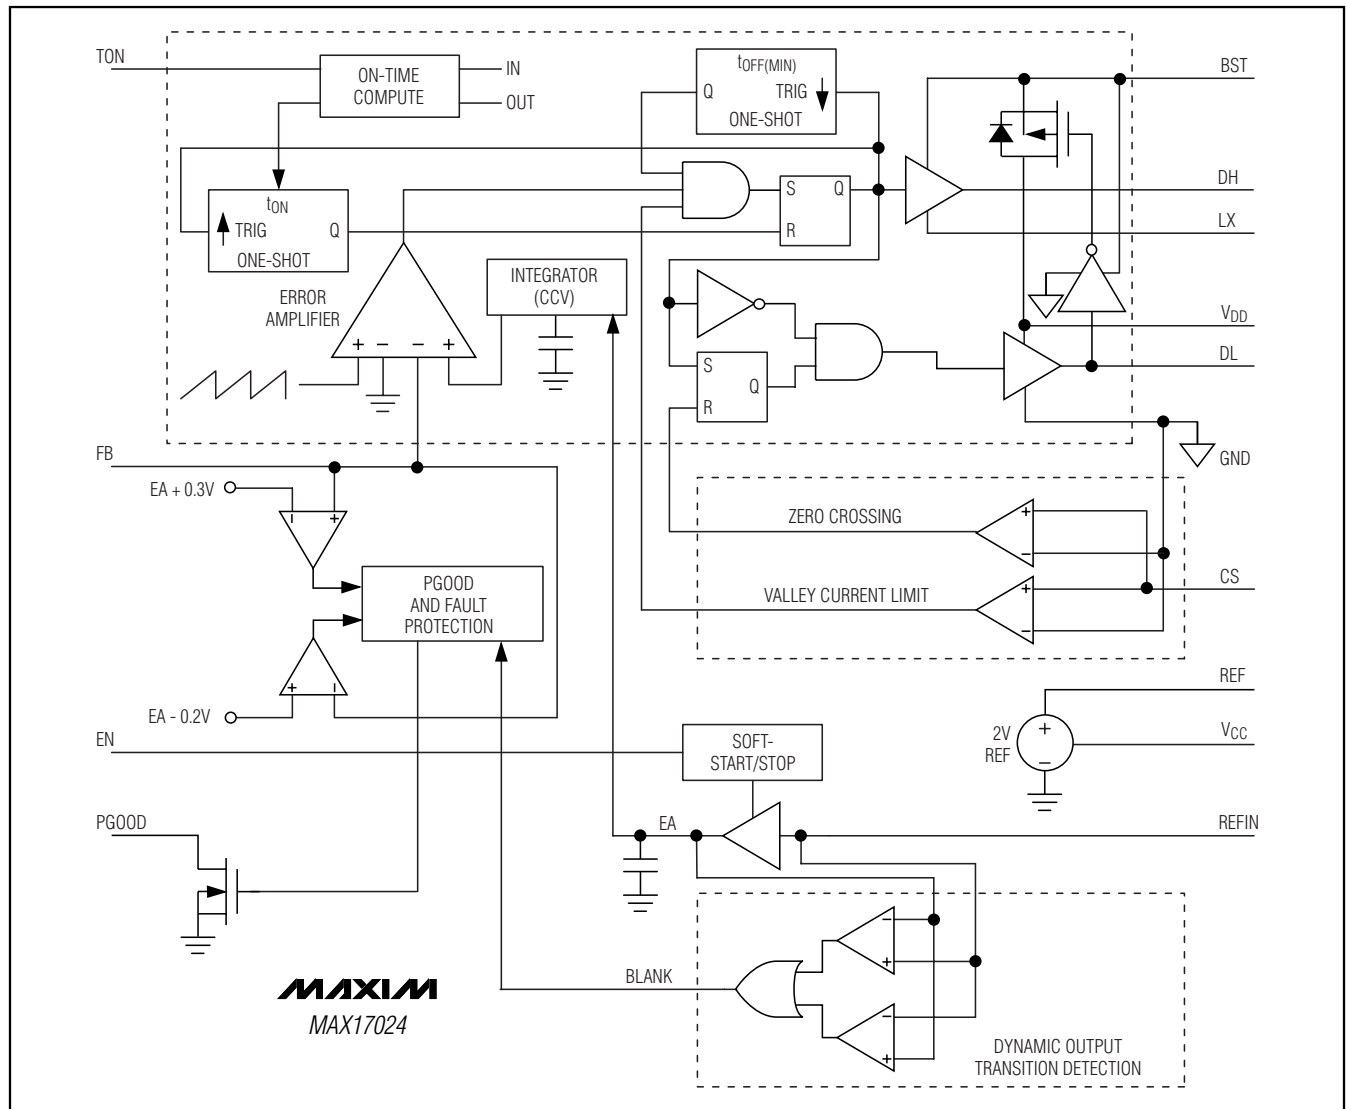 TON
ON-TIME
COMPUTE
IN
OUT
tOFF(MIN)
Q TRIG
ONE-SHOT
BST
tON
TRIG Q
ONE-SHOT
S Q
R
DH
LX
ERROR
AMPLIFIER
+ − − +
INTEGRATOR
(CCV)
VDD
DL
S
Q
R
GND
FB
EA + 0.3V
− +
ZERO CROSSING
+
−
PGOOD
AND FAULT
PROTECTION
VALLEY CURRENT LIMIT
+
−
CS
+ −
EA - 0.2V
REF
2V
REF
+
−
VCC
EN
SOFT-
START/STOP
PGOOD
EA
REFIN
−
+
BLANK
−
+
MAXIM
MAX17024
DYNAMIC OUTPUT
TRANSITION DETECTION